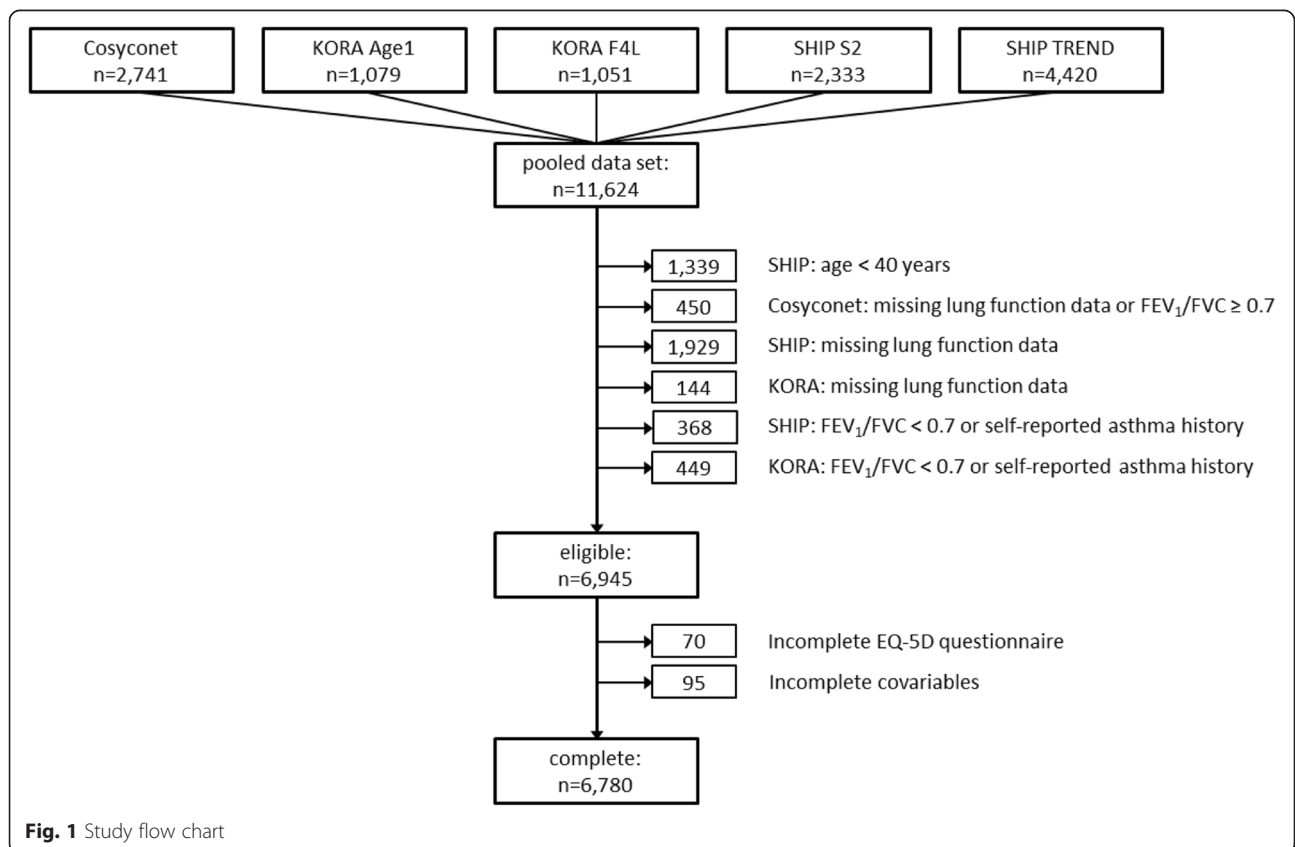 Cosyconet
n=2,741
KORA Age1
n=1,079
KORA F4L
n=1,051
SHIP S2
n=2,333
SHIP TREND
n=4,420
pooled data set:
n=11,624
1,339 SHIP: age < 40 years
450 Cosyconet: missing lung function data or FEV₁/FVC ≥ 0.7
1,929 SHIP: missing lung function data
144 KORA: missing lung function data
368 SHIP: FEV₁/FVC < 0.7 or self-reported asthma history
449 KORA: FEV₁/FVC < 0.7 or self-reported asthma history
eligible:
n=6,945
70 Incomplete EQ-5D questionnaire
95 Incomplete covariables
complete:
n=6,780
Fig. 1 Study flow chart